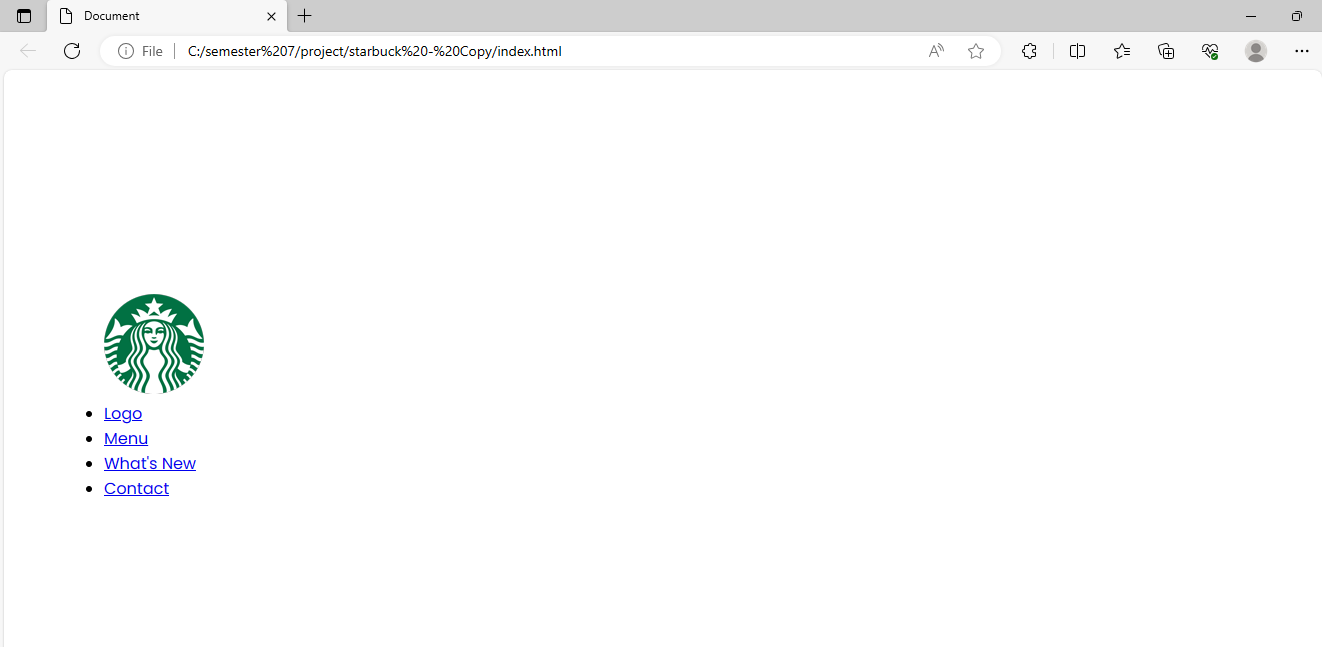 Document
File C:/semester%207/project/starbuck%20-%20Copy/index.html
Logo
Menu
What's New
Contact